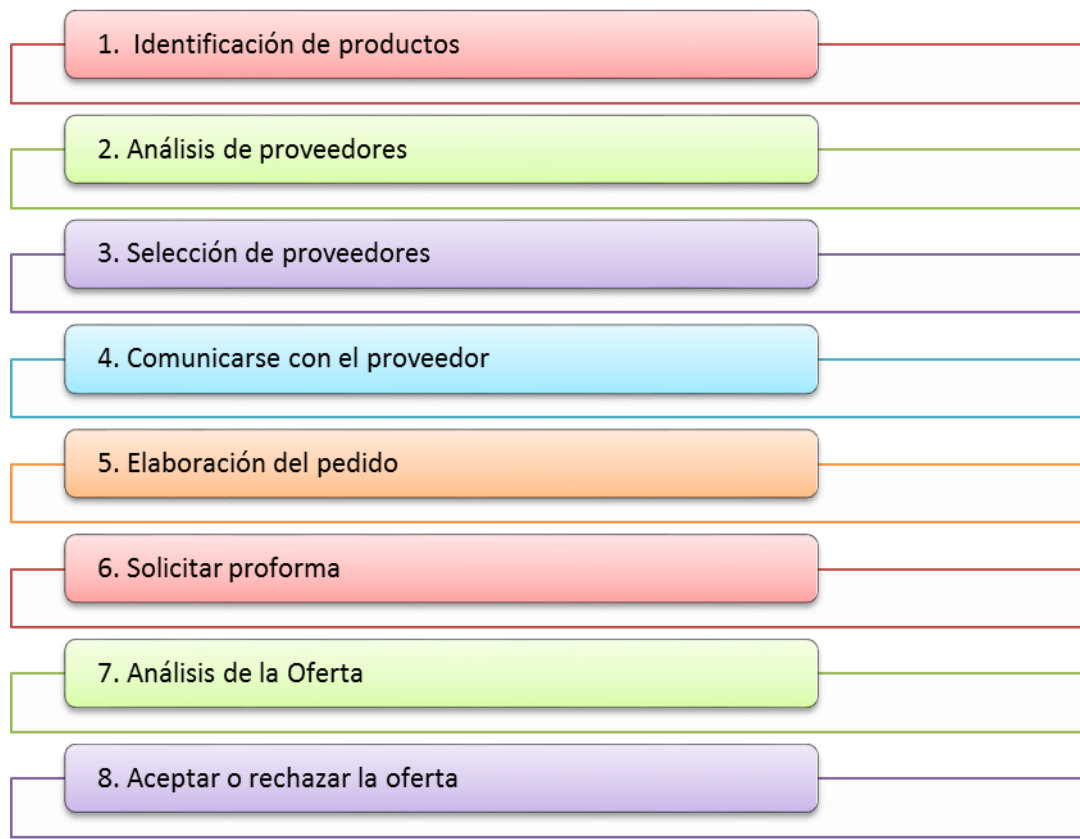 1. Identificación de productos
2. Análisis de proveedores
3. Selección de proveedores
4. Comunicarse con el proveedor
5. Elaboración del pedido
6. Solicitar proforma
7. Análisis de la Oferta
8. Aceptar o rechazar la oferta